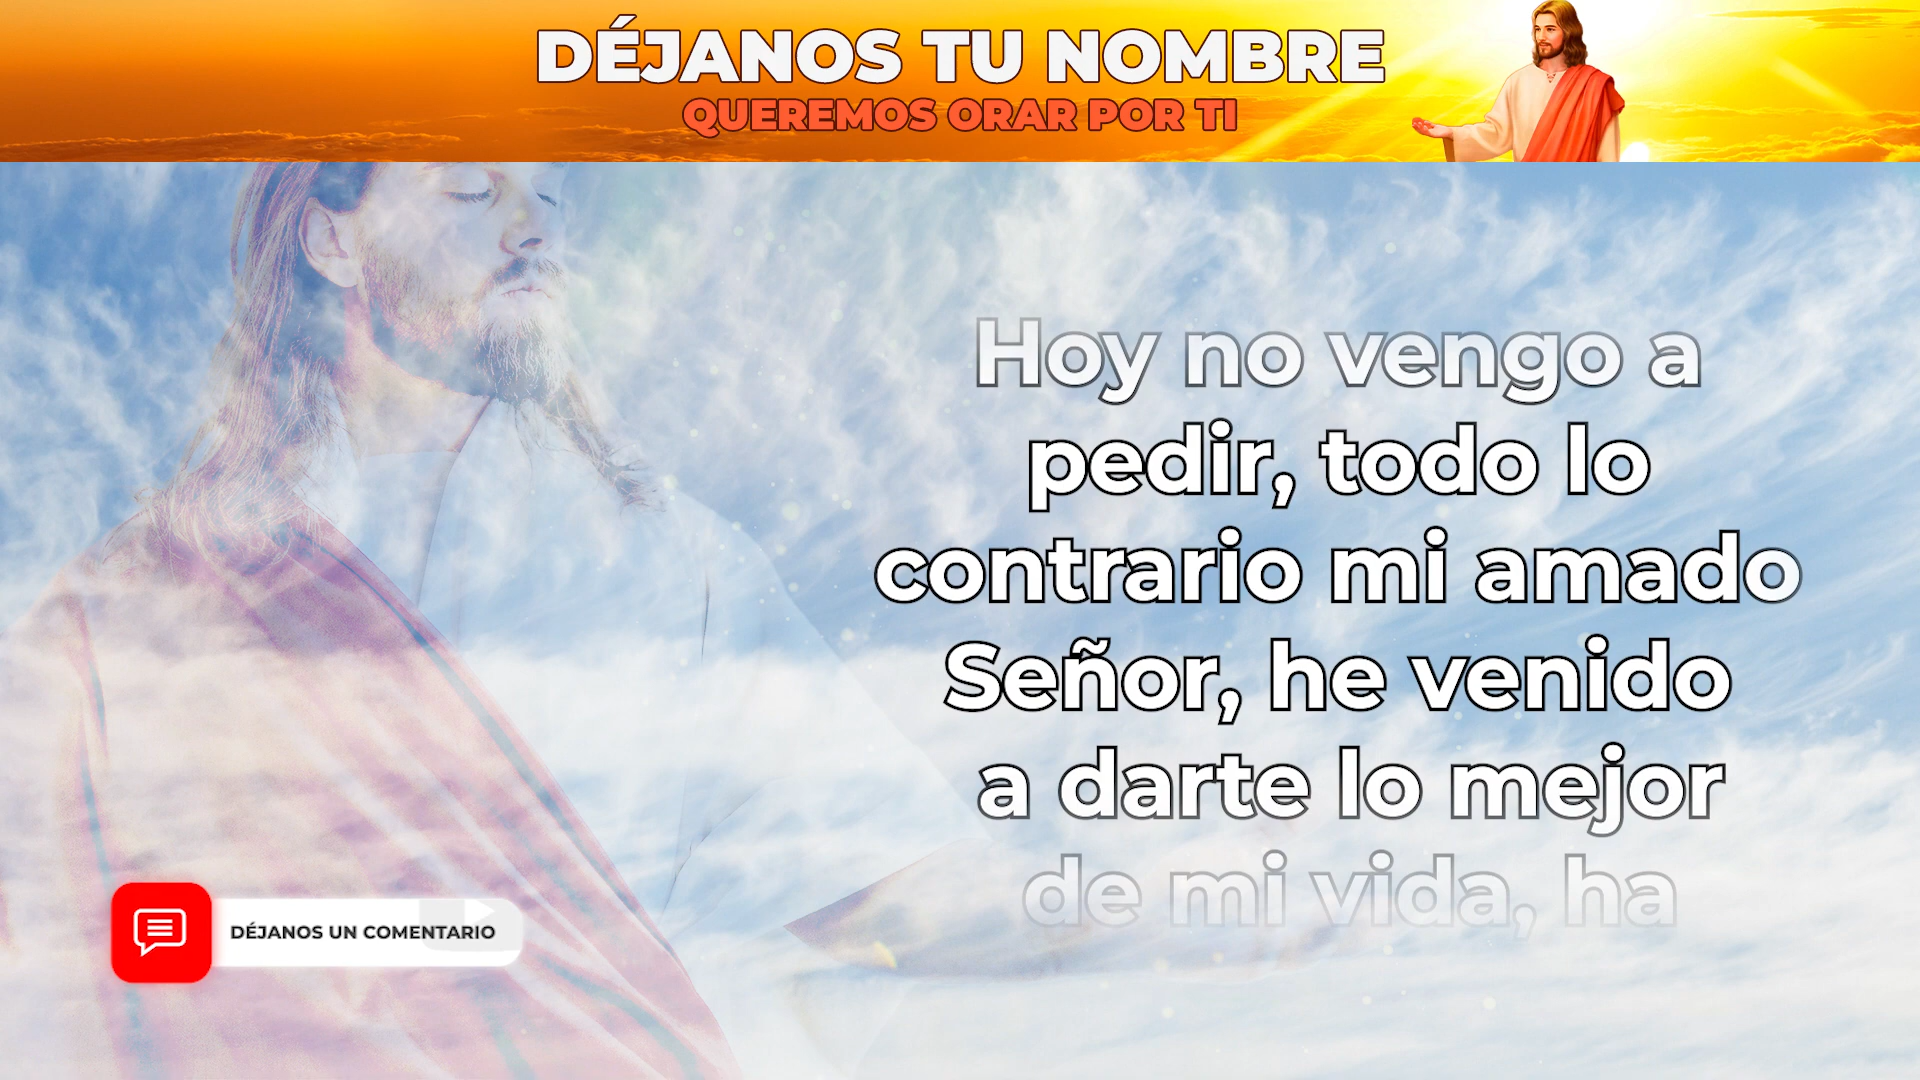 DÉJANOS TU NOMBRE
QUEREMOS ORAR POR TI
Hoy no vengo a
pedir, todo lo
contrario mi amado
Señor, he venido
a darte lo mejor
de mi vida, ha
DÉJANOS UN COMENTARIO